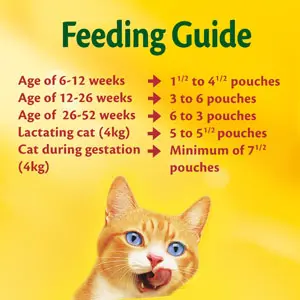 Feeding Guide
Age of 6-12 weeks → 1 1/2 to 4 1/2 pouches
Age of 12-26 weeks → 3 to 6 pouches
Age of 26-52 weeks → 6 to 3 pouches
Lactating cat (4kg) → 5 to 5 1/2 pouches
Cat during gestation → Minimum of 7 1/2
(4kg) pouches